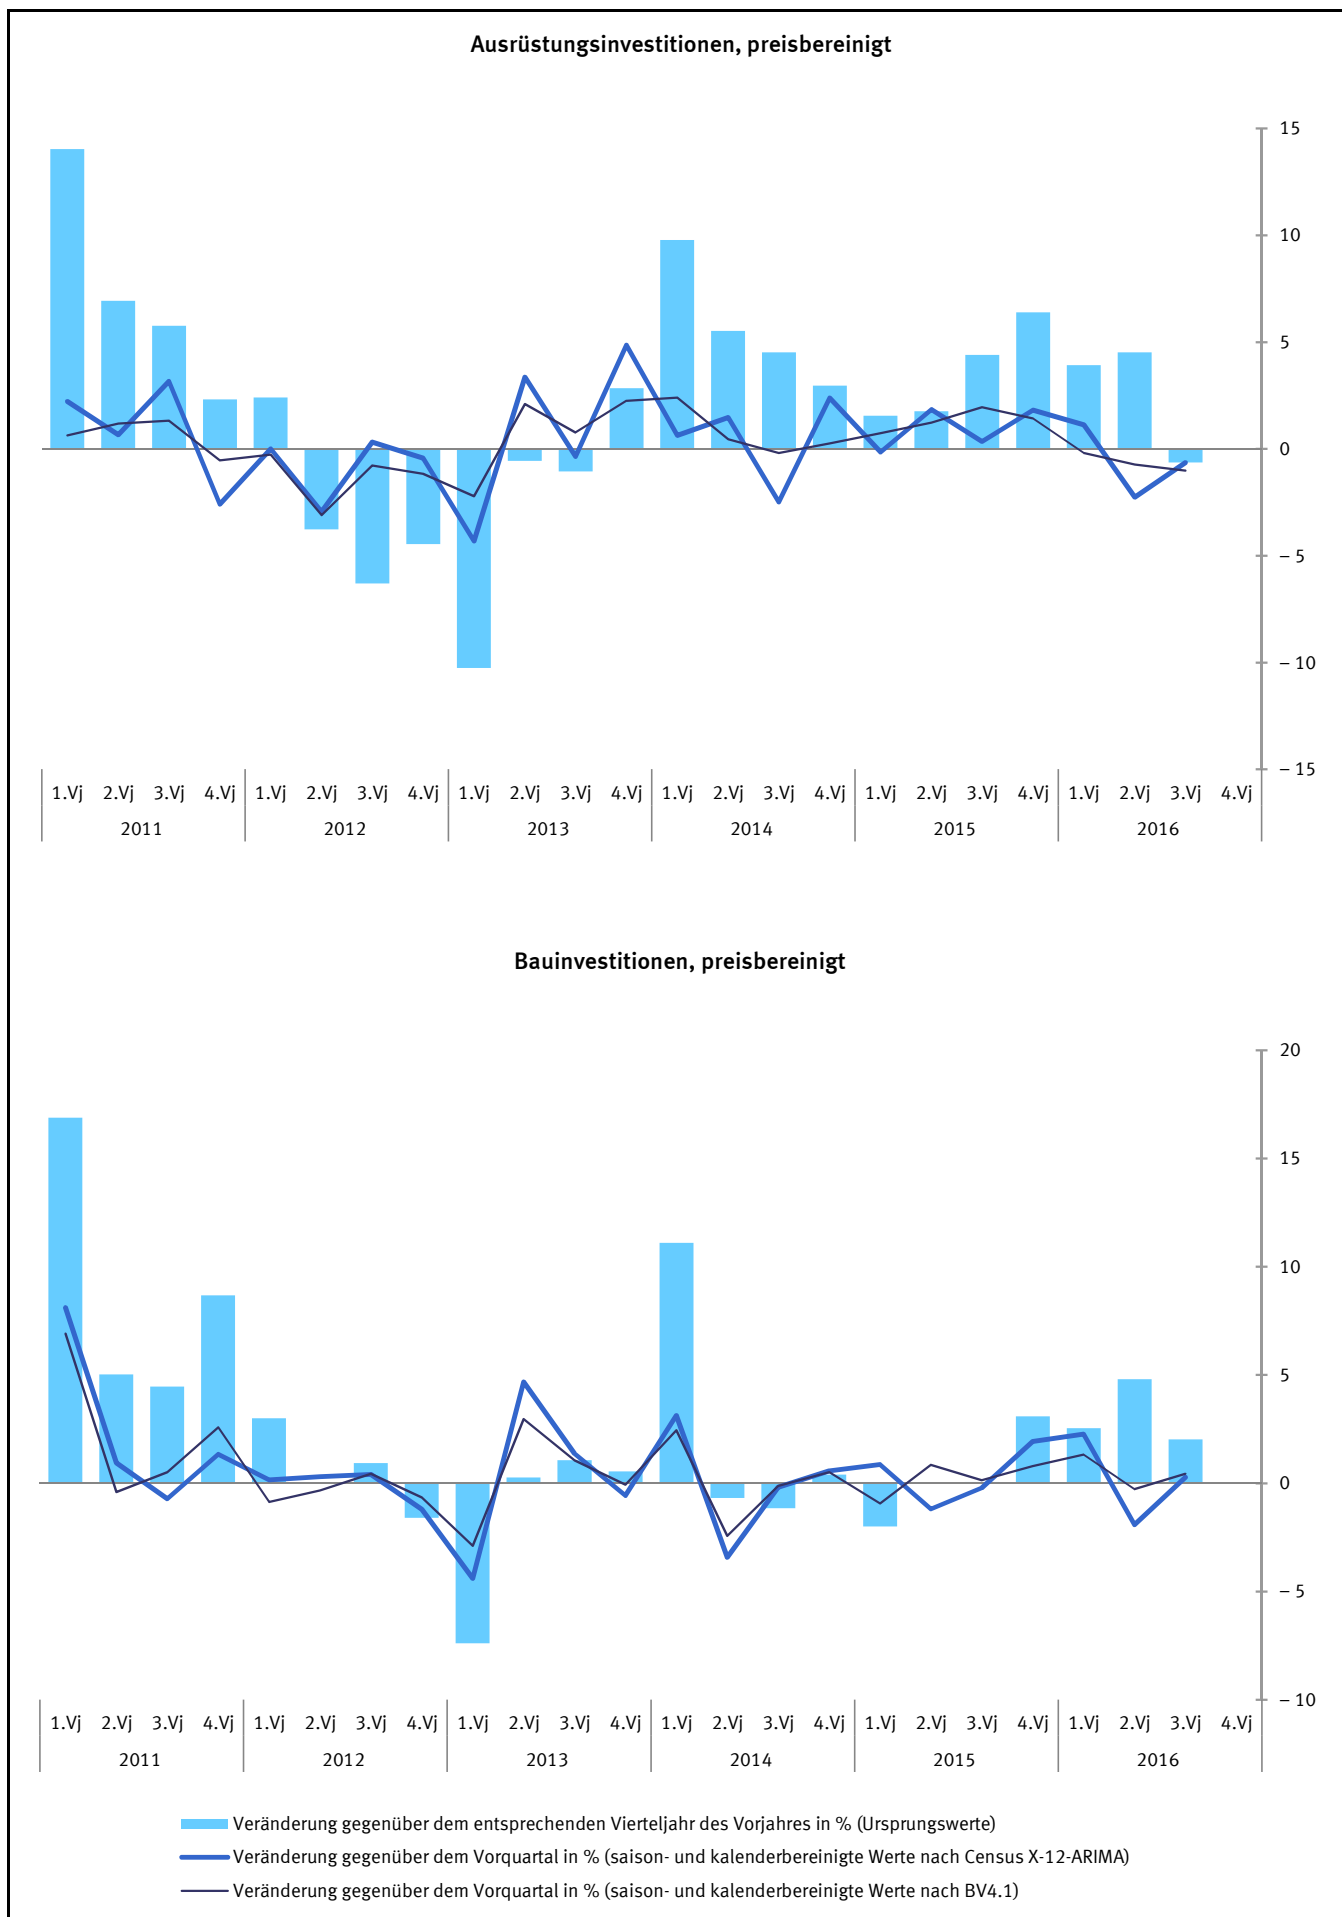 Ausrüstungsinvestitionen, preisbereinigt
15
10
5
0
– 5
– 10
– 15
1.Vj 2.Vj 3.Vj 4.Vj 1.Vj 2.Vj 3.Vj 4.Vj 1.Vj 2.Vj 3.Vj 4.Vj 1.Vj 2.Vj 3.Vj 4.Vj 1.Vj 2.Vj 3.Vj 4.Vj 1.Vj 2.Vj 3.Vj 4.Vj
2011 2012 2013 2014 2015 2016
Bauinvestitionen, preisbereinigt
20
15
10
5
0
– 5
– 10
1.Vj 2.Vj 3.Vj 4.Vj 1.Vj 2.Vj 3.Vj 4.Vj 1.Vj 2.Vj 3.Vj 4.Vj 1.Vj 2.Vj 3.Vj 4.Vj 1.Vj 2.Vj 3.Vj 4.Vj 1.Vj 2.Vj 3.Vj 4.Vj
2011 2012 2013 2014 2015 2016
Veränderung gegenüber dem entsprechenden Vierteljahr des Vorjahres in % (Ursprungswerte)
Veränderung gegenüber dem Vorquartal in % (saison- und kalenderbereinigte Werte nach Census X-12-ARIMA)
Veränderung gegenüber dem Vorquartal in % (saison- und kalenderbereinigte Werte nach BV4.1)